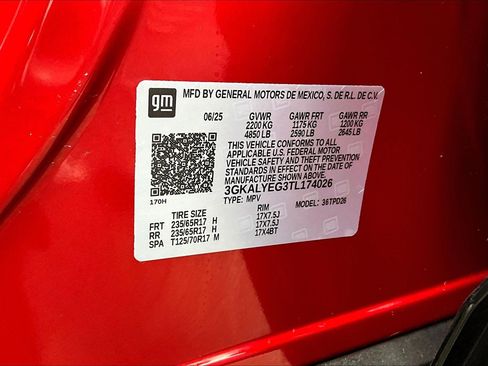 gm
MFD BY GENERAL MOTORS DE MEXICO, S. DE R.L. DE C.V.
06/25 GVWR GAWR FRT GAWR RR
2200 KG 1175 KG 1200 KG
4850 LB 2590 LB 2645 LB
THIS VEHICLE CONFORMS TO ALL
APPLICABLE U.S. FEDERAL MOTOR
VEHICLE SAFETY AND THEFT PREVENTION
STANDARDS IN EFFECT ON THE DATE OF
MANUFACTURE SHOWN ABOVE.
3GKALYEG3TL174026
170H TYPE: MPV MODEL: 36TPD26
TIRE SIZE RIM
FRT 235/65R17 H 17X7.5J
RR 235/65R17 H 17X7.5J
SPA T125/70R17 M 17X4BT